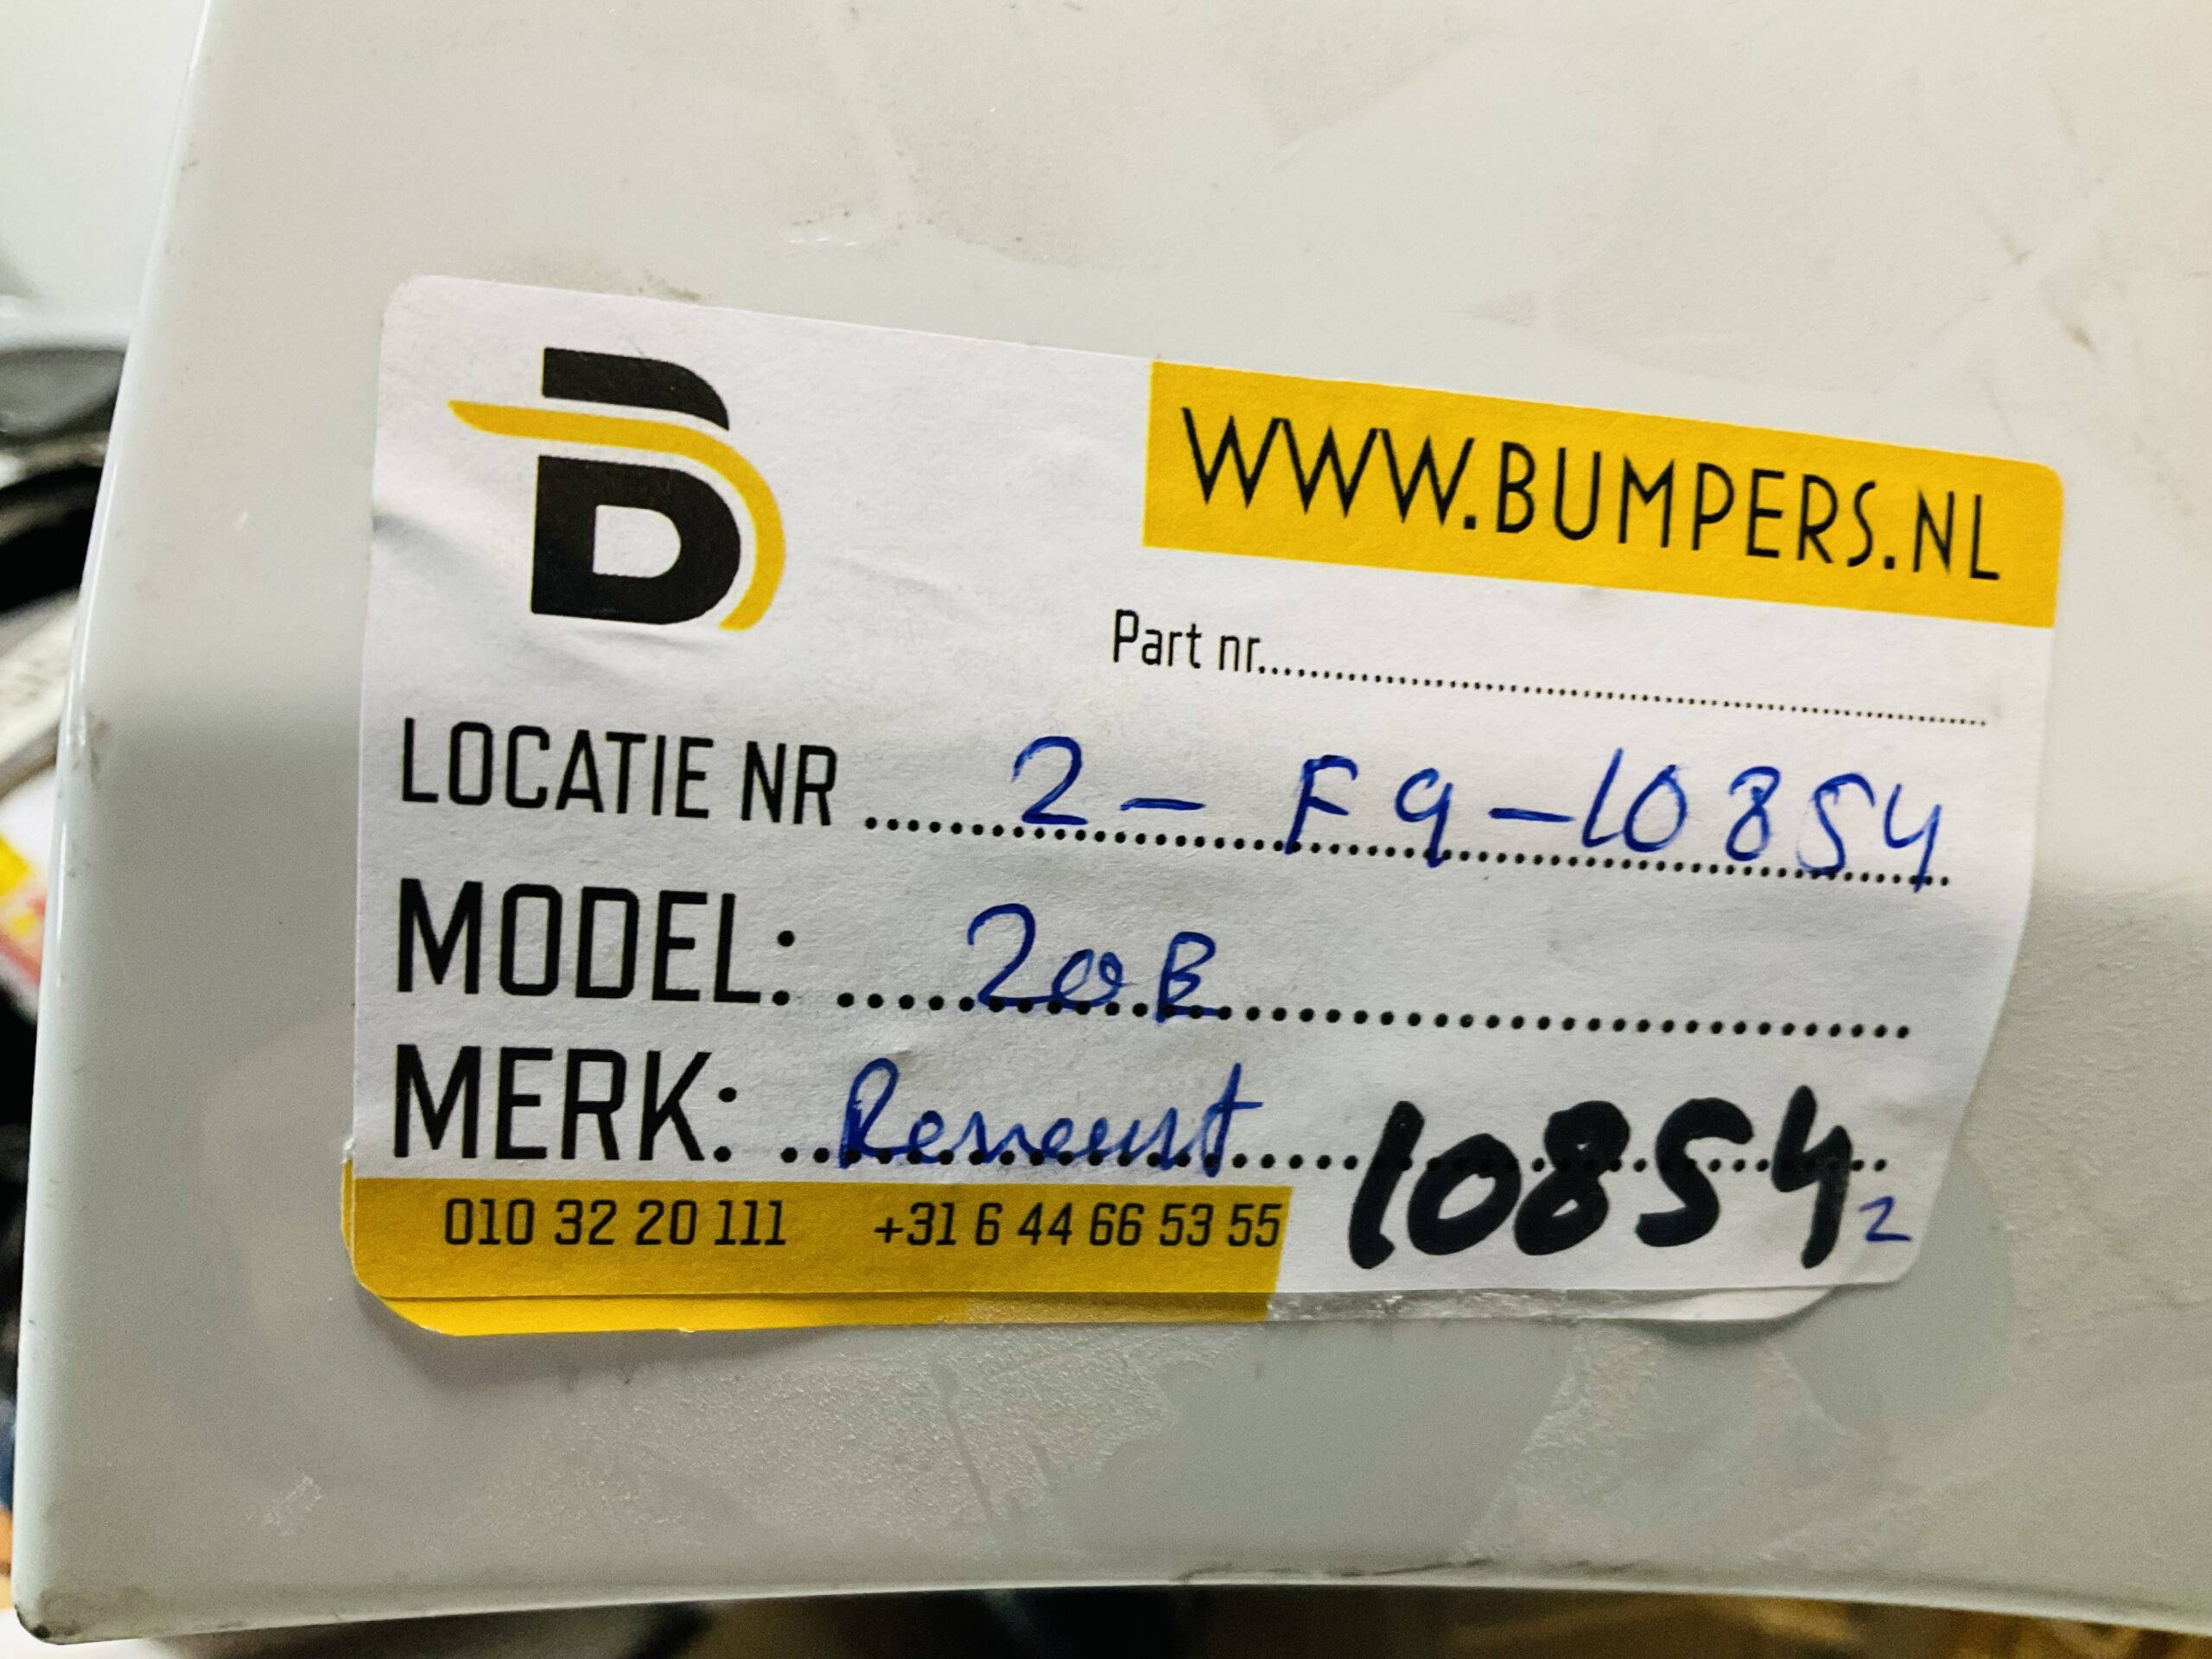 B
WWW.BUMPERS.NL
Part nr..........
LOCATIE NR .... 2 - F9 - 10854
MODEL: .... ZoE
MERK: .. Renault
10854
2
010 32 20 111 +31 6 44 66 53 55